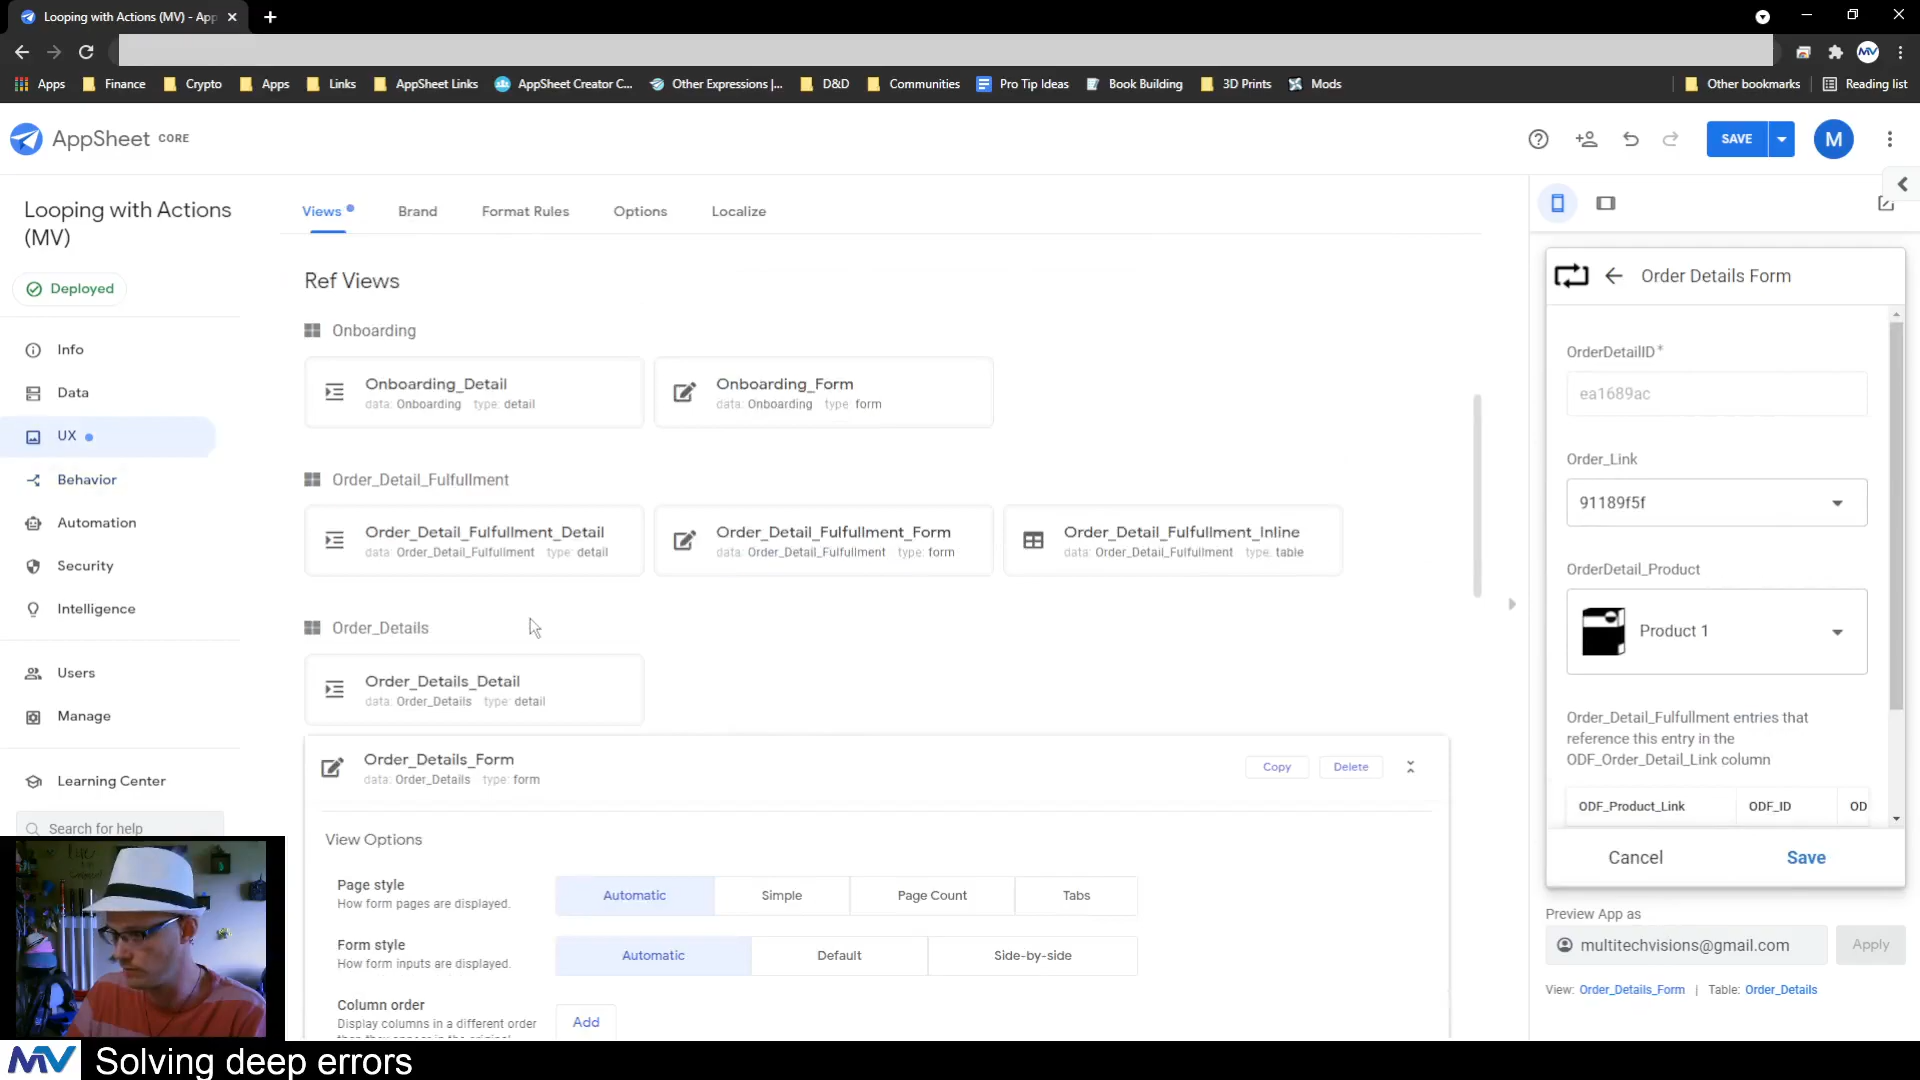 Looping with Actions (MV) - App
Apps
Finance
Crypto
Apps
Links
AppSheet Links
AppSheet Creator C...
Other Expressions |...
D&D
Communities
Pro Tip Ideas
Book Building
3D Prints
Mods
Other bookmarks
Reading list
MV
AppSheet CORE
SAVE
M
Looping with Actions
(MV)
Deployed
Info
Data
UX
Behavior
Automation
Security
Intelligence
Users
Manage
Learning Center
Search for help
Views
Brand
Format Rules
Options
Localize
Ref Views
Onboarding
Onboarding_Detail
data: Onboarding type: detail
Onboarding_Form
data: Onboarding type: form
Order_Detail_Fulfullment
Order_Detail_Fulfullment_Detail
data: Order_Detail_Fulfullment type: detail
Order_Detail_Fulfullment_Form
data: Order_Detail_Fulfullment type: form
Order_Detail_Fulfullment_Inline
data: Order_Detail_Fulfullment type: table
Order_Details
Order_Details_Detail
data: Order_Details type: detail
Order_Details_Form
data: Order_Details type: form
Copy
Delete
View Options
Page style
How form pages are displayed.
Automatic
Simple
Page Count
Tabs
Form style
How form inputs are displayed.
Automatic
Default
Side-by-side
Column order
Display columns in a different order
Add
Order Details Form
OrderDetailID*
ea1689ac
Order_Link
91189f5f
OrderDetail_Product
Product 1
Order_Detail_Fulfullment entries that
reference this entry in the
ODF_Order_Detail_Link column
ODF_Product_Link
ODF_ID
OD
Cancel
Save
Preview App as
multitechvisions@gmail.com
Apply
View: Order_Details_Form | Table: Order_Details
MV Solving deep errors